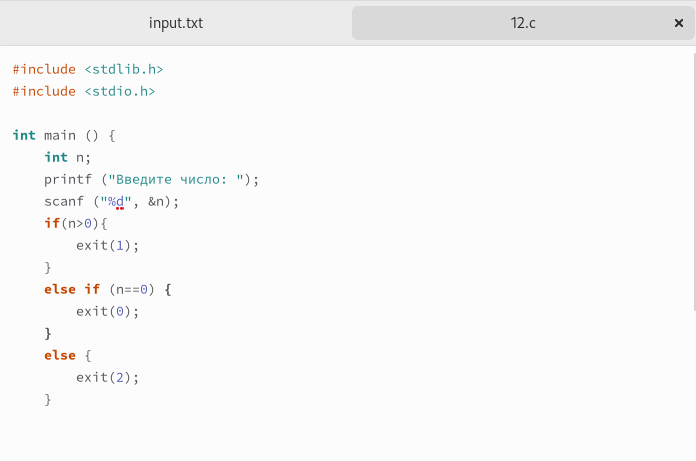 input.txt
12.c ×
#include <stdlib.h>
#include <stdio.h>
int main () {
    int n;
    printf ("Введите число: ");
    scanf ("%d", &n);
    if(n>0){
        exit(1);
    }
    else if (n==0) {
        exit(0);
    }
    else {
        exit(2);
    }